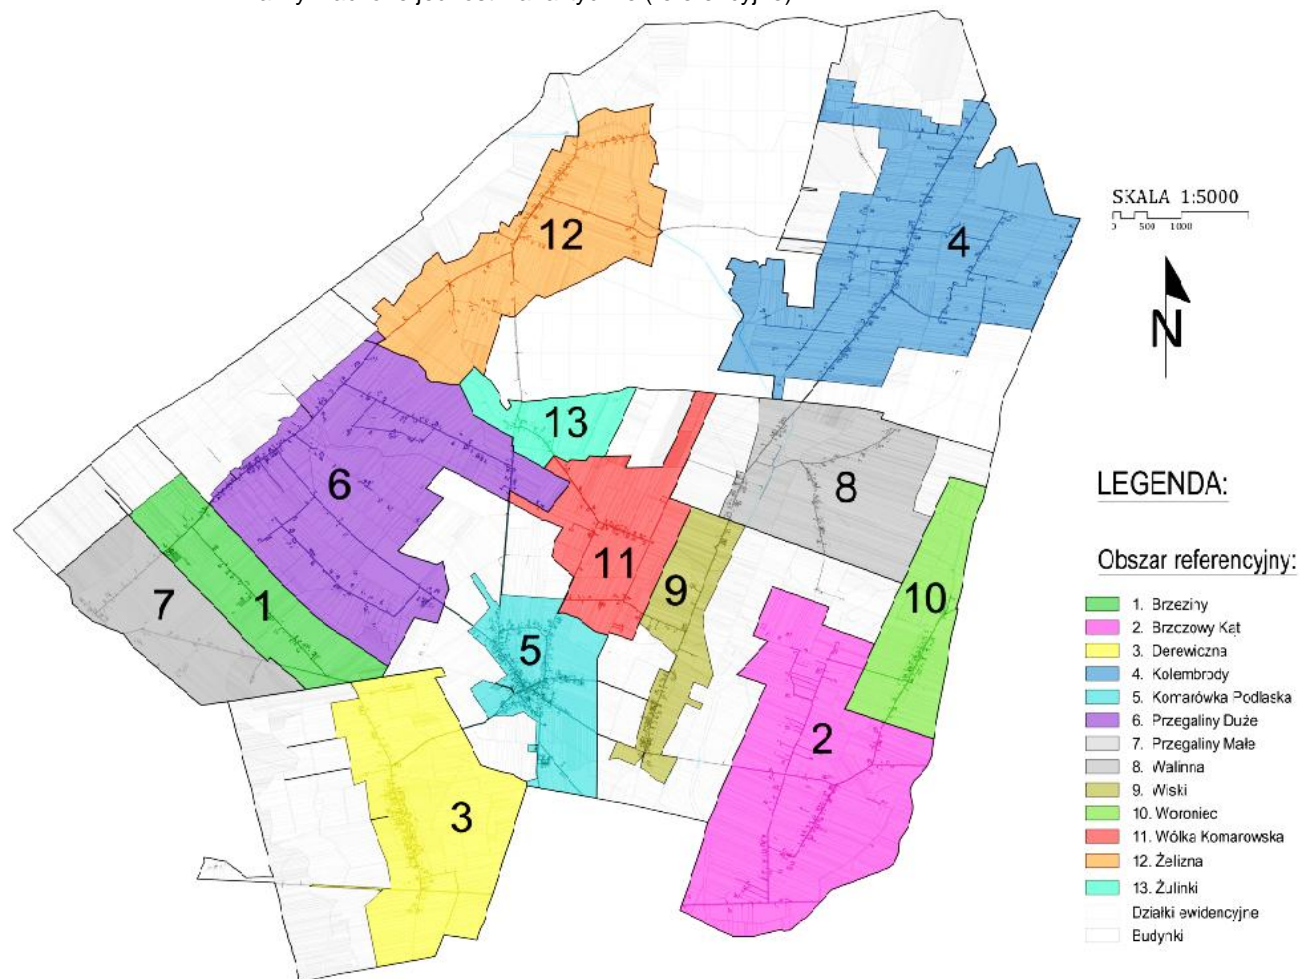 12
4
SKALA 1:5000
0 500 1000
N
13
6
8
11
7
1
9
10
5
2
3
LEGENDA:
Obszar referencyjny:
1. Brzeziny
2. Brzczowy Kąt
3. Derewiczna
4. Kolembrody
5. Komarówka Podlaska
6. Przegaliny Duże
7. Przegaliny Małe
8. Walinna
9. Wiski
10. Woroniec
11. Wólka Komarowska
12. Żelizna
13. Żulinki
Działki ewidencyjne
Budynki